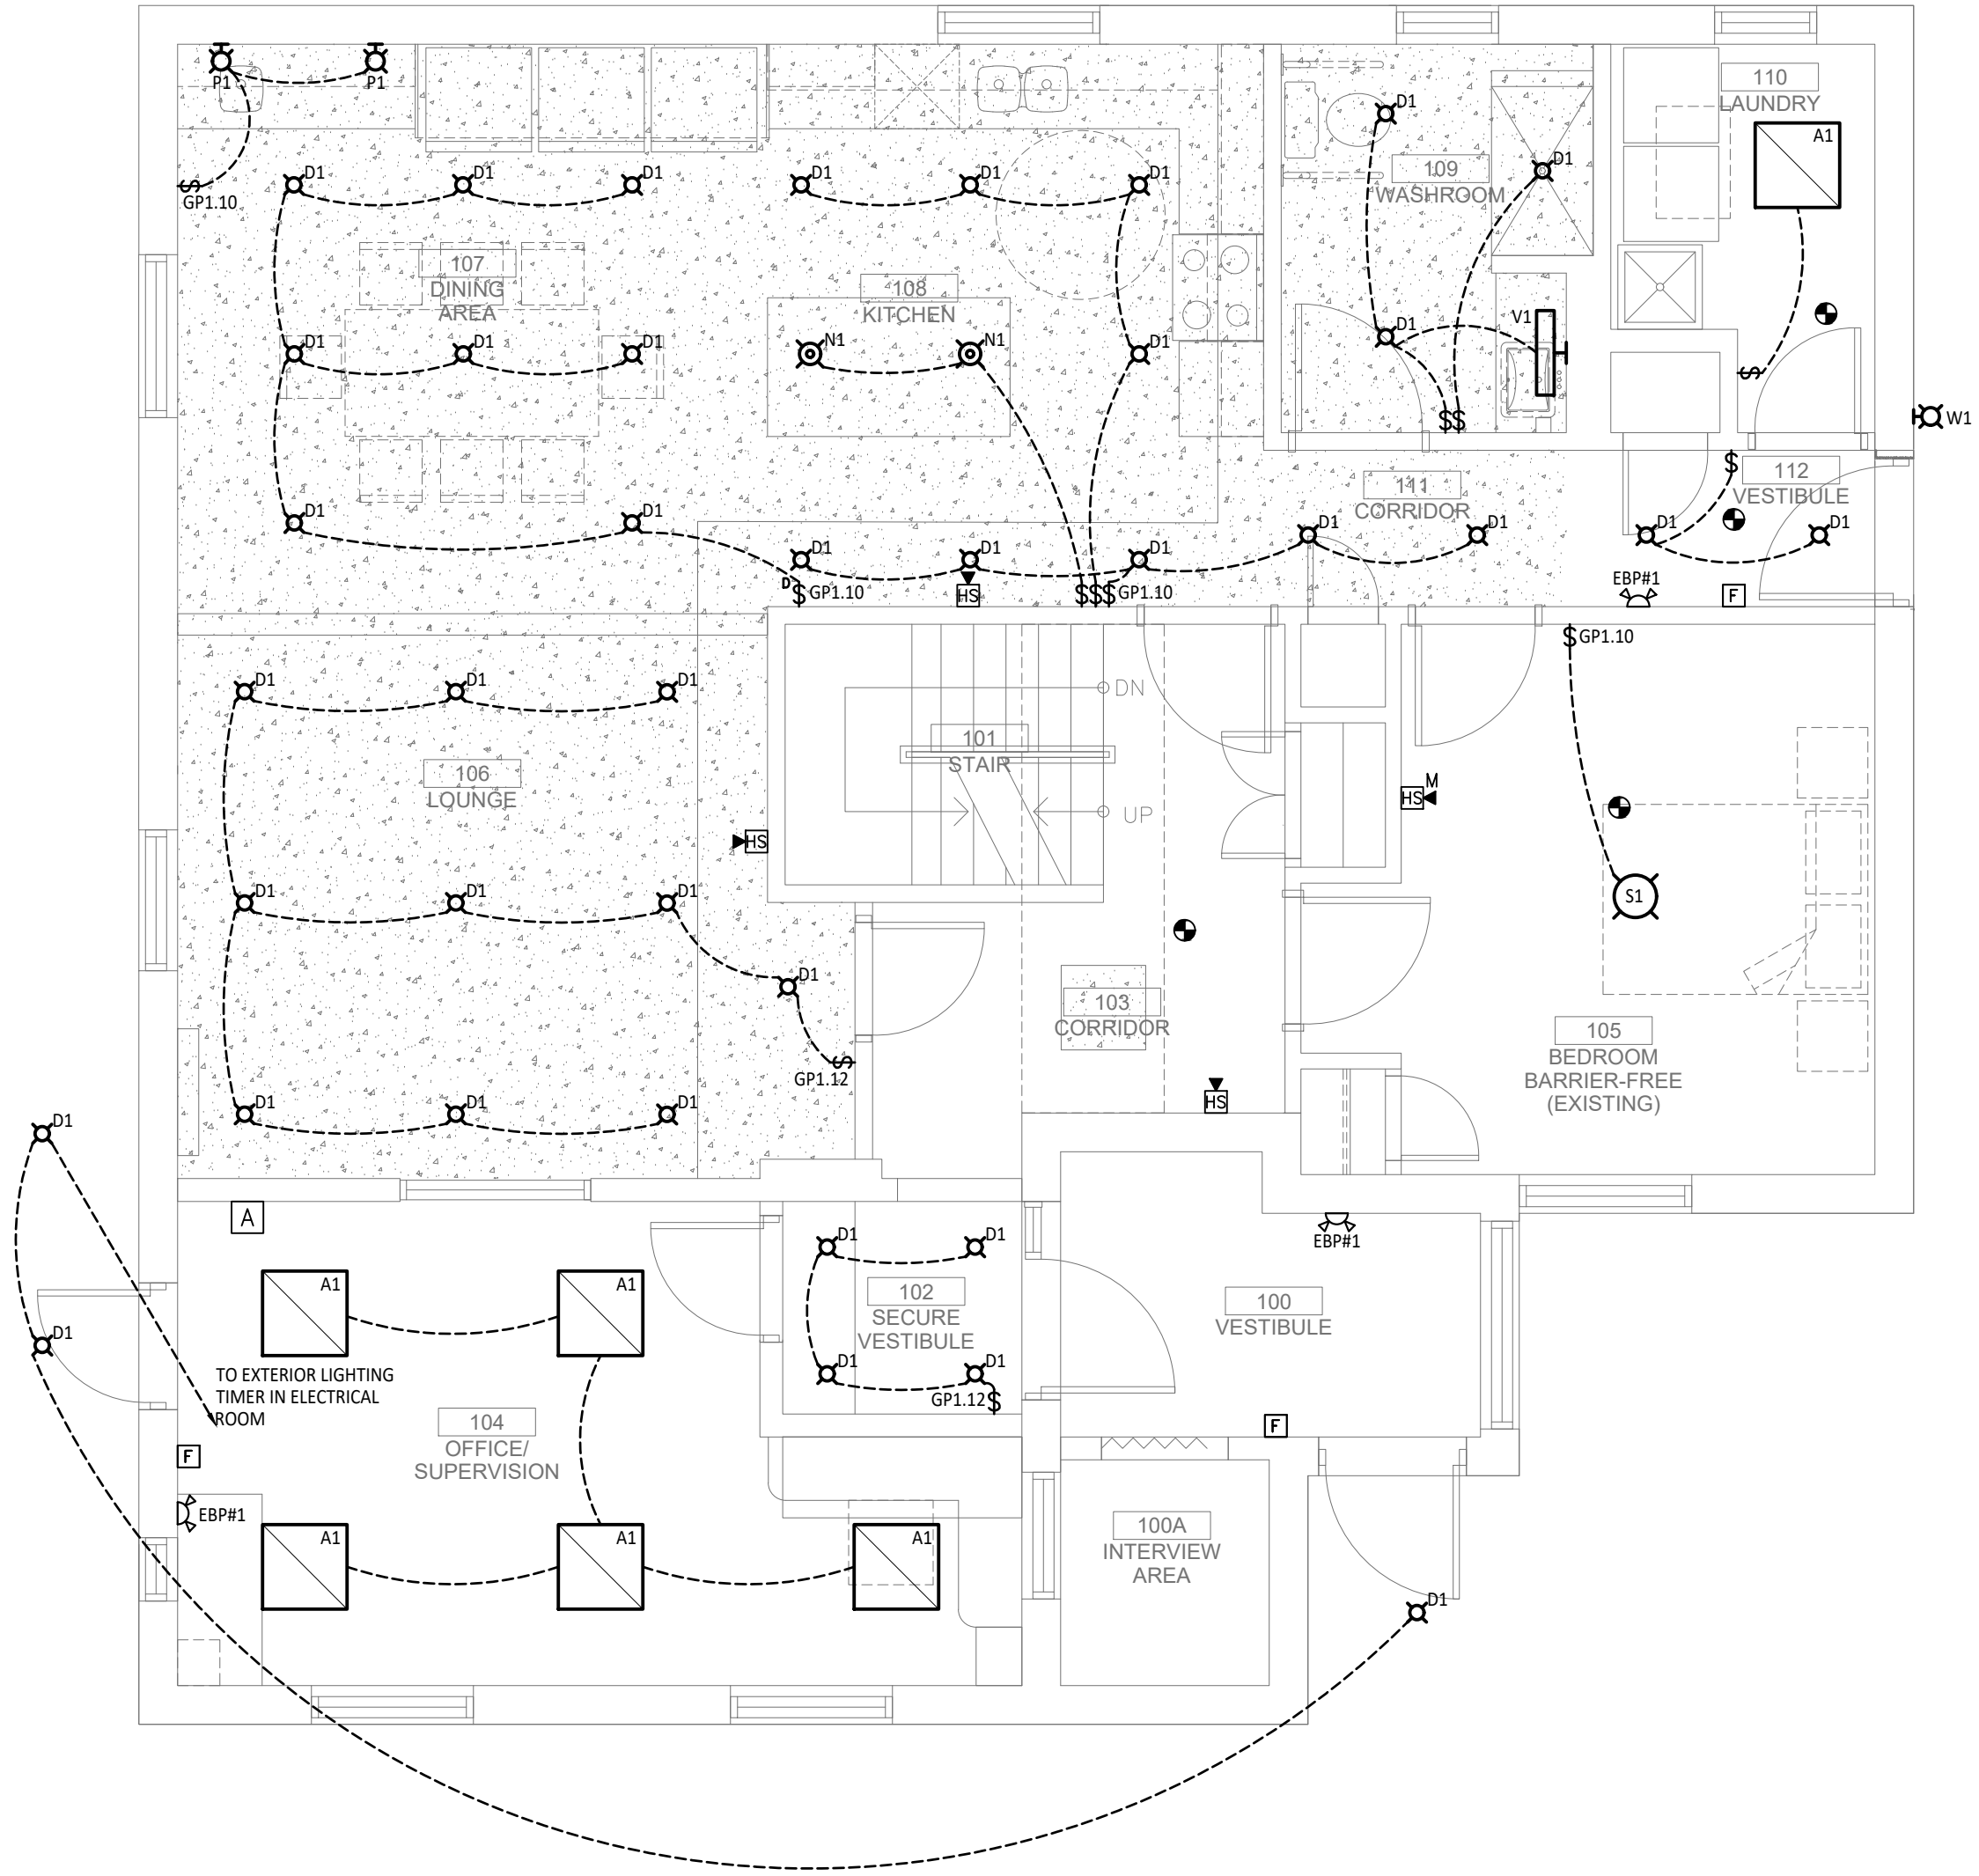 P1
P1
GP1.10
D1
D1
D1
D1
D1
D1
D1
D1
109
WASHROOM
110
LAUNDRY
A1
107
DINING
AREA
108
KITCHEN
D1
D1
D1
N1
N1
D1
D1
V1
$$
$
W1
D1
D1
111
CORRIDOR
$
112
VESTIBULE
D1
D1
D1
D1
D1
D1
D1
D
$
GP1.10
HS
$$$
GP1.10
EBP#1
F
$
GP1.10
D1
D1
D1
DN
101
STAIR
UP
106
LOUNGE
M
HS
HS
S1
D1
D1
D1
D1
103
CORRIDOR
105
BEDROOM
BARRIER-FREE
(EXISTING)
GP1.12
HS
D1
D1
D1
D1
A
D1
D1
EBP#1
A1
A1
102
SECURE
VESTIBULE
100
VESTIBULE
D1
TO EXTERIOR LIGHTING
TIMER IN ELECTRICAL
ROOM
D1
D1
GP1.12
$
104
OFFICE/
SUPERVISION
F
F
EBP#1
A1
A1
A1
100A
INTERVIEW
AREA
D1